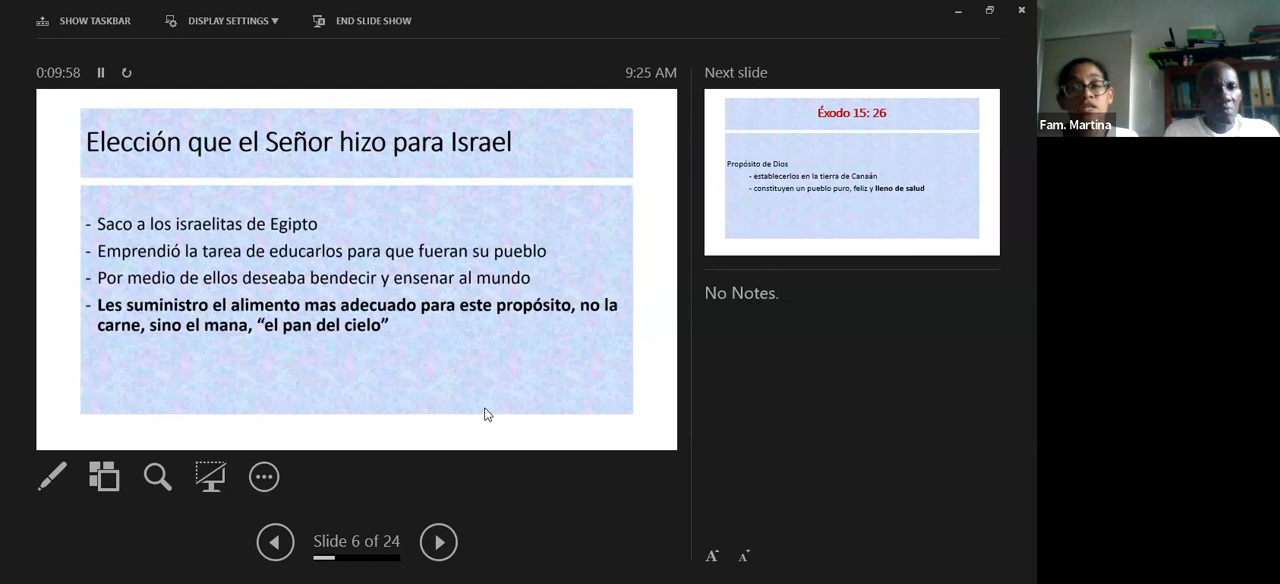 SHOW TASKBAR
DISPLAY SETTINGS ▼
END SLIDE SHOW
0:09:58
9:25 AM
Elección que el Señor hizo para Israel
- Saco a los israelitas de Egipto
- Emprendió la tarea de educarlos para que fueran su pueblo
- Por medio de ellos deseaba bendecir y ensenar al mundo
- Les suministro el alimento mas adecuado para este propósito, no la
carne, sino el mana, “el pan del cielo”
Slide 6 of 24
Next slide
Éxodo 15: 26
Propósito de Dios
- establecerlos en la tierra de Canaán
- constituyen un pueblo puro, feliz y lleno de salud
No Notes.
A A
Fam. Martina